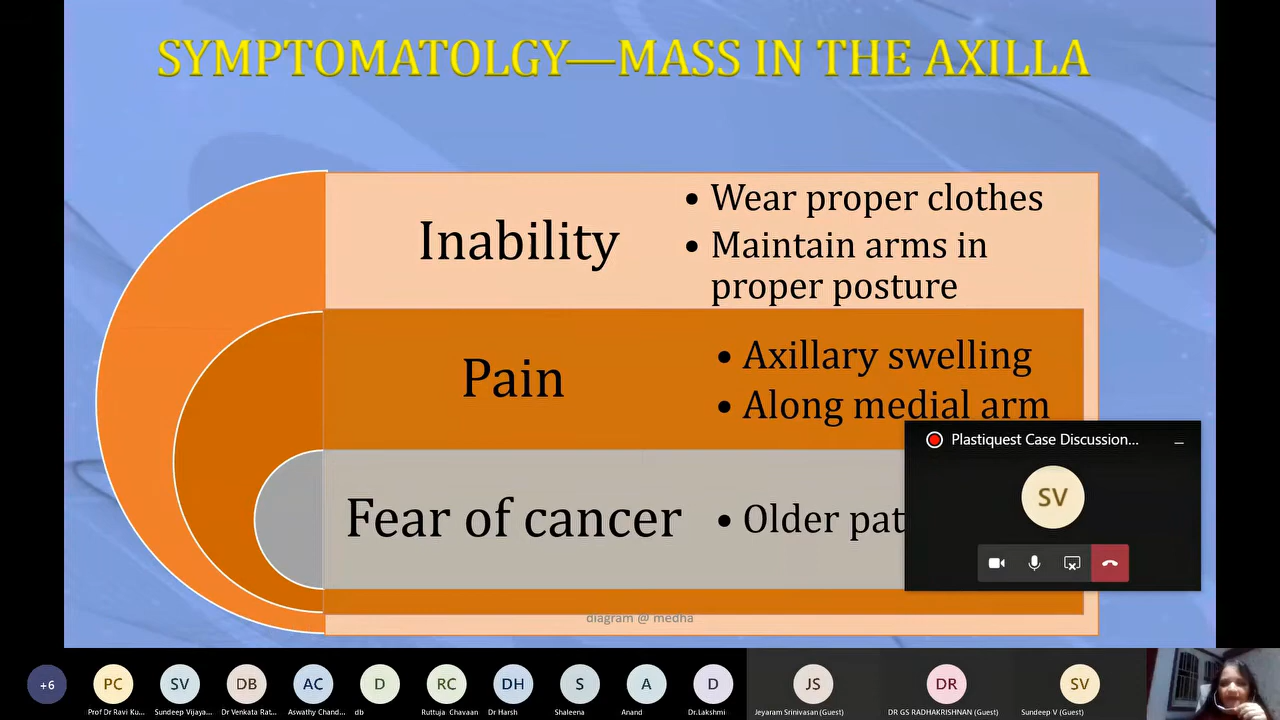 SYMPTOMATOLGY—MASS IN THE AXILLA
Inability
• Wear proper clothes
• Maintain arms in
proper posture
Pain
• Axillary swelling
• Along medial arm
Fear of cancer
• Older
diagram @ medha
Plastiquest Case Discussion...
SV
+6
PC
SV
DB
AC
D
RC
DH
S
A
D
JS
DR
SV
Prof Dr Ravi Ku...
Sundeep Vijaya...
Dr Venkata Rat...
Aswathy Chand...
db
Ruttuja Chavaan
Dr Harsh
Shaleena
Anand
Dr.Lakshmi
Jeyaram Srinivasan (Guest)
DR GS RADHAKRISHNAN (Guest)
Sundeep V (Guest)